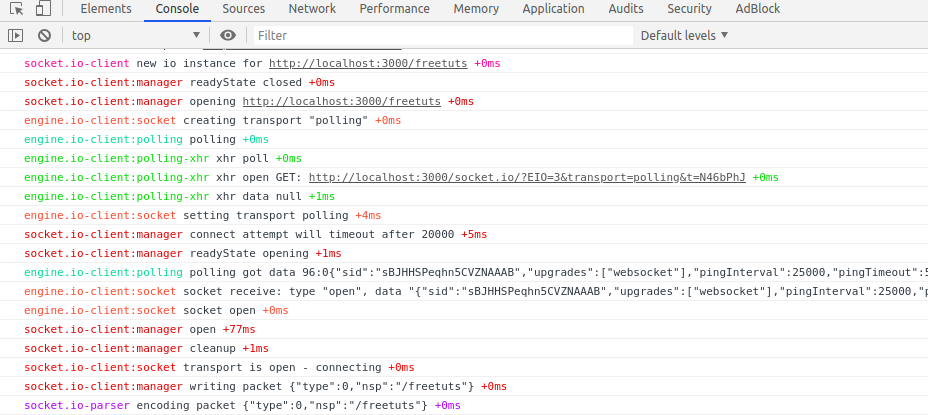 Elements Console Sources Network Performance Memory Application Audits Security AdBlock
top Filter Default levels
socket.io-client new io instance for http://localhost:3000/freetuts +0ms
socket.io-client:manager readyState closed +0ms
socket.io-client:manager opening http://localhost:3000/freetuts +0ms
engine.io-client:socket creating transport "polling" +0ms
engine.io-client:polling polling +0ms
engine.io-client:polling-xhr xhr poll +0ms
engine.io-client:polling-xhr xhr open GET: http://localhost:3000/socket.io/?EIO=3&transport=polling&t=N46bPhJ +0ms
engine.io-client:polling-xhr xhr data null +1ms
engine.io-client:socket setting transport polling +4ms
socket.io-client:manager connect attempt will timeout after 20000 +5ms
socket.io-client:manager readyState opening +1ms
engine.io-client:polling polling got data 96:0{"sid":"sBJHHSPeqhn5CVZNAAAB","upgrades":["websocket"],"pingInterval":25000,"pingTimeout":5
engine.io-client:socket socket receive: type "open", data "{"sid":"sBJHHSPeqhn5CVZNAAAB","upgrades":["websocket"],"pingInterval":25000,"p
engine.io-client:socket socket open +0ms
socket.io-client:manager open +77ms
socket.io-client:manager cleanup +1ms
socket.io-client:socket transport is open - connecting +0ms
socket.io-client:manager writing packet {"type":0,"nsp":"/freetuts"} +0ms
socket.io-parser encoding packet {"type":0,"nsp":"/freetuts"} +0ms